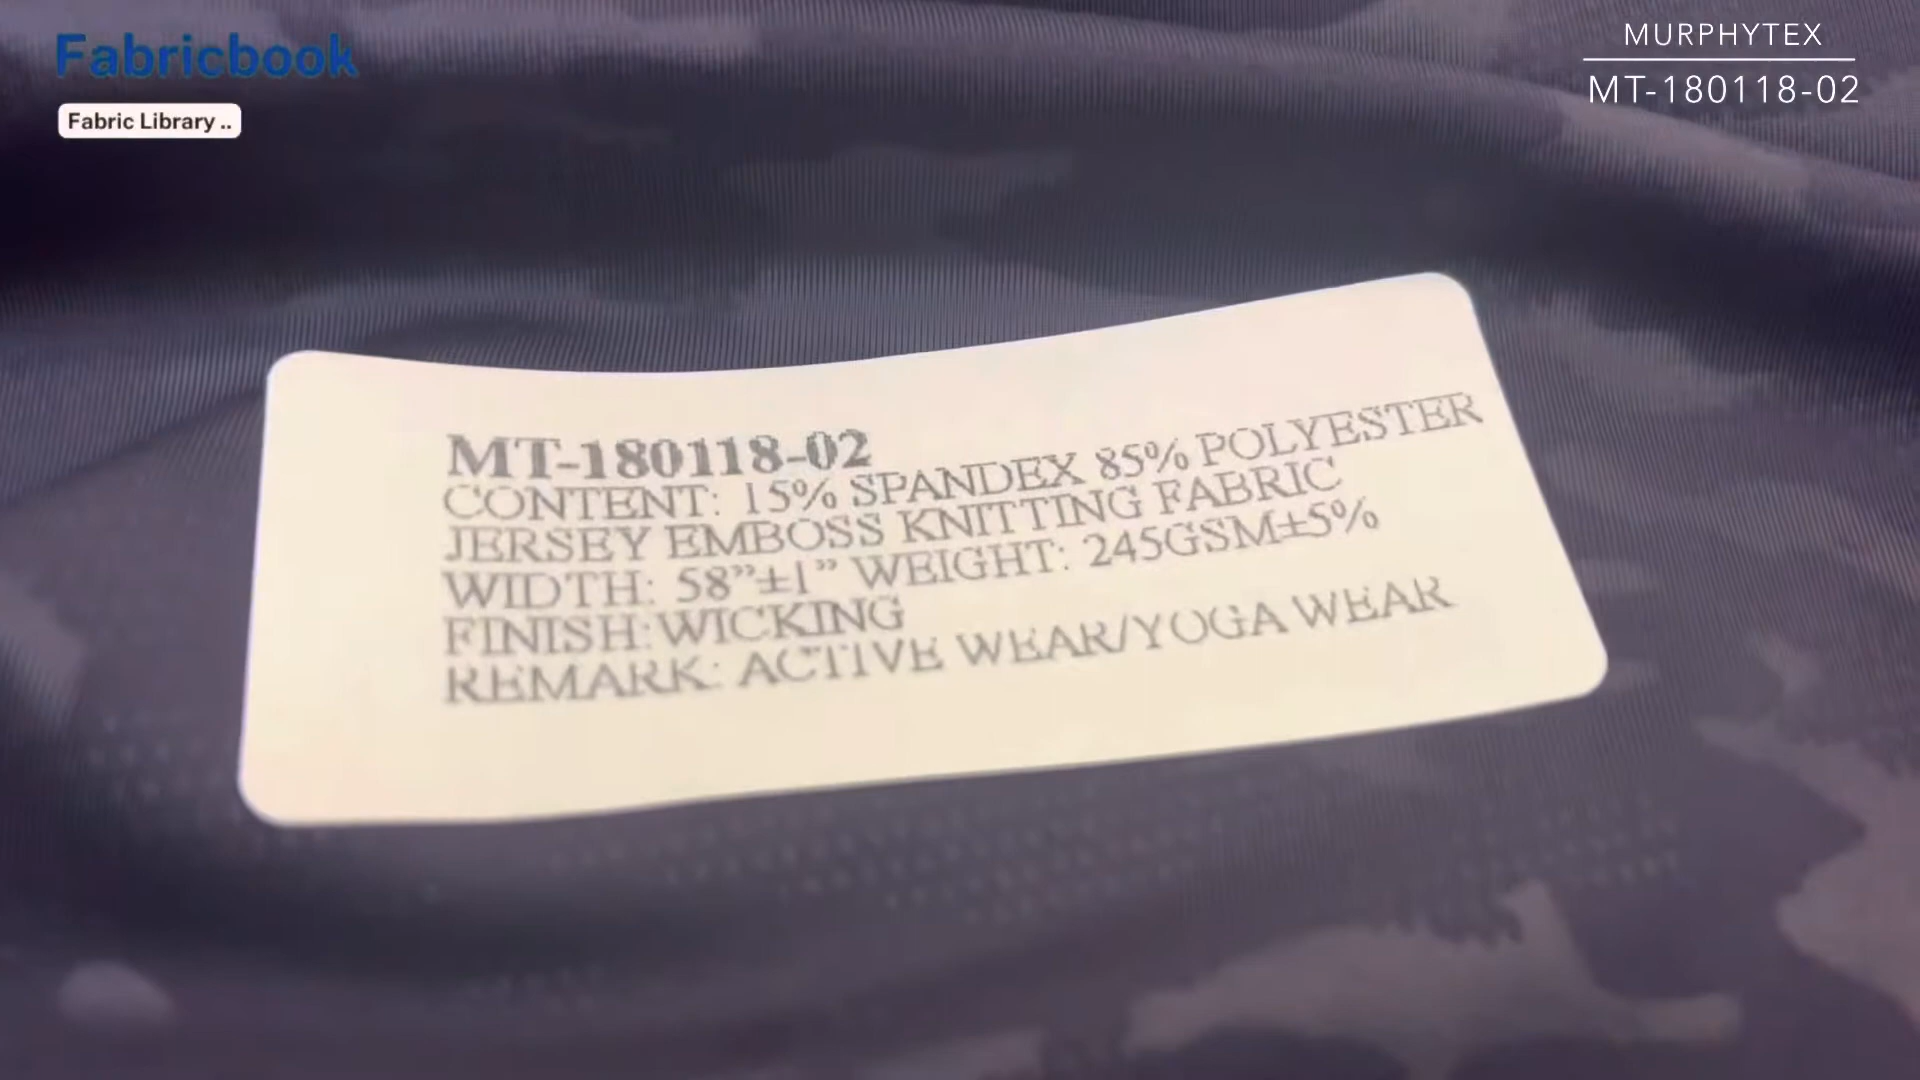 Fabricbook
Fabric Library ..
MURPHYTEX
MT-180118-02
MT-180118-02
CONTENT: 15% SPANDEX 85% POLYESTER
JERSEY EMBOSS KNITTING FABRIC
WIDTH: 58”±1” WEIGHT: 245GSM±5%
FINISH:WICKING
REMARK: ACTIVE WEAR/YOGA WEAR